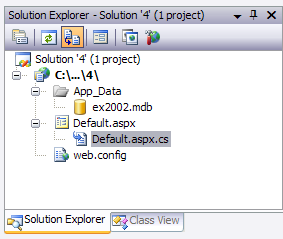 Solution Explorer - Solution '4' (1 project)
Solution '4' (1 project)
C:\...\4\
App_Data
ex2002.mdb
Default.aspx
Default.aspx.cs
web.config
Solution Explorer Class View